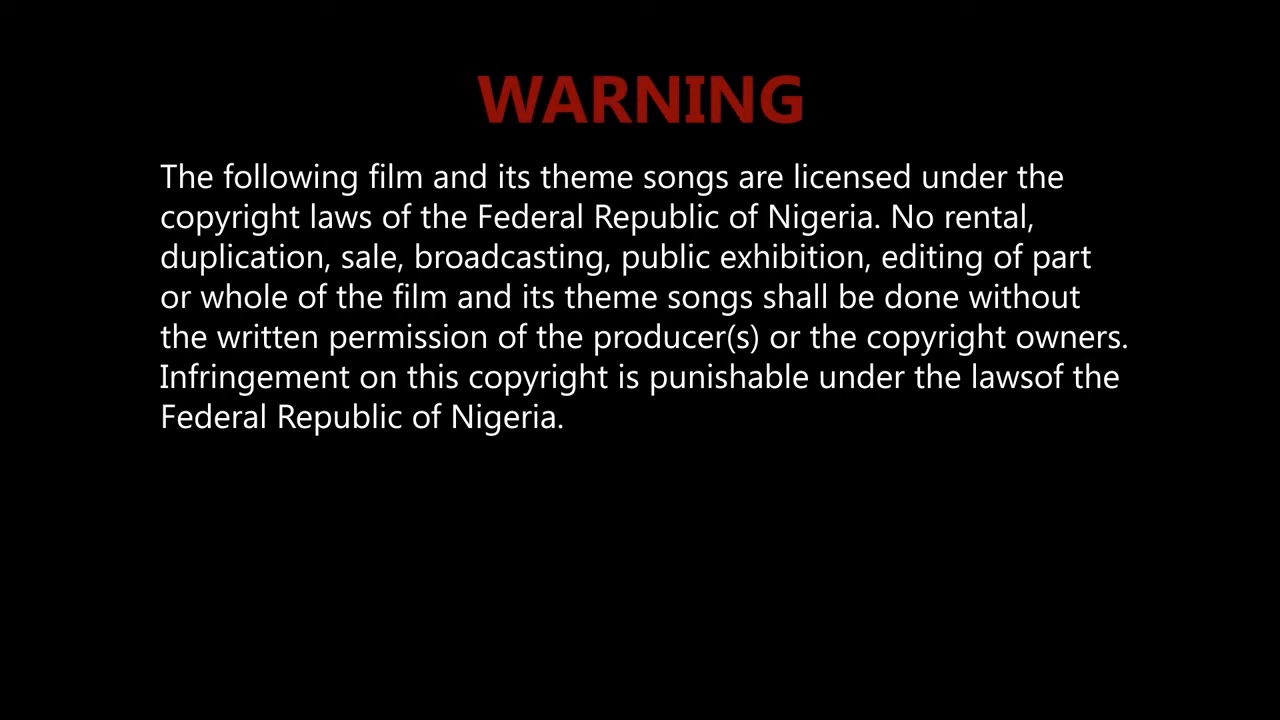 WARNING
The following film and its theme songs are licensed under the
copyright laws of the Federal Republic of Nigeria. No rental,
duplication, sale, broadcasting, public exhibition, editing of part
or whole of the film and its theme songs shall be done without
the written permission of the producer(s) or the copyright owners.
Infringement on this copyright is punishable under the lawsof the
Federal Republic of Nigeria.